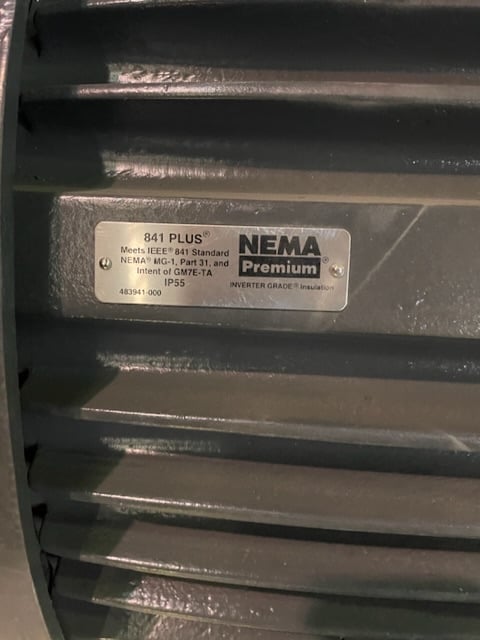 841 PLUS®
Meets IEEE® 841 Standard
NEMA® MG-1, Part 31, and
Intent of GM7E-TA
IP55
483941-000
NEMA
Premium®
INVERTER GRADE® Insulation